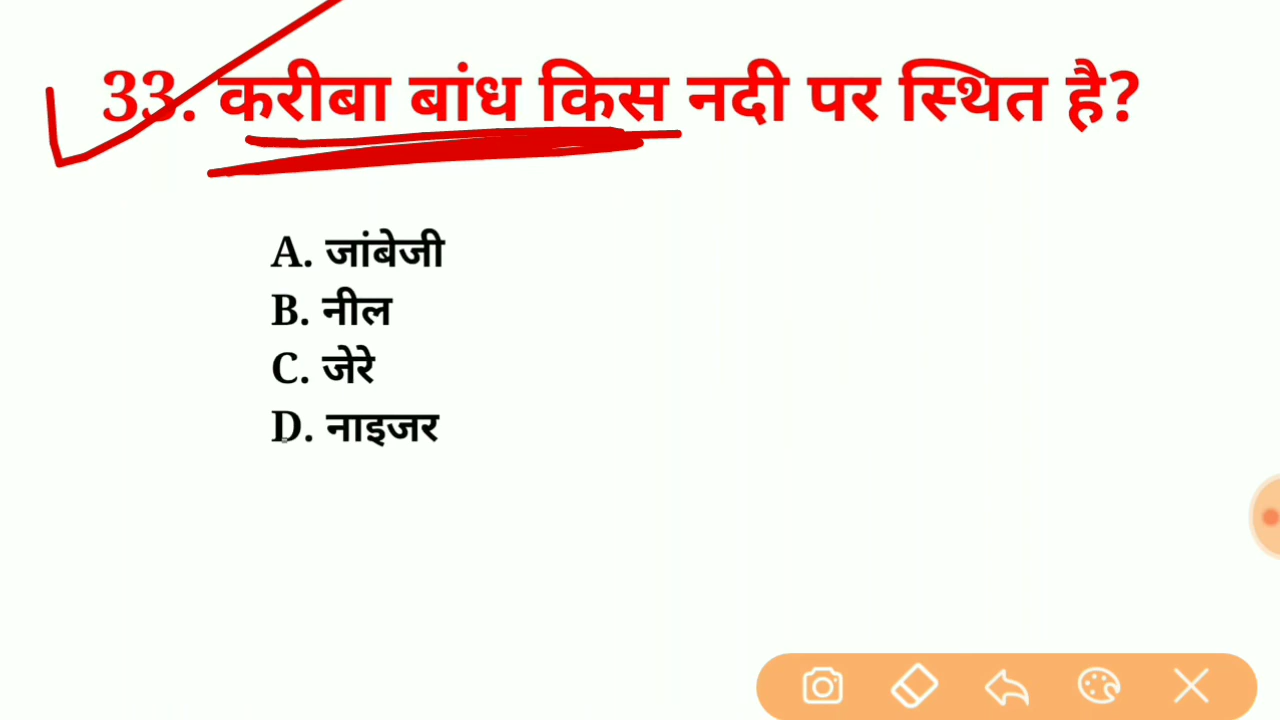 33. करीबा बांध किस नदी पर स्थित है?
A. जांबेजी
B. नील
C. जेरे
D. नाइजर